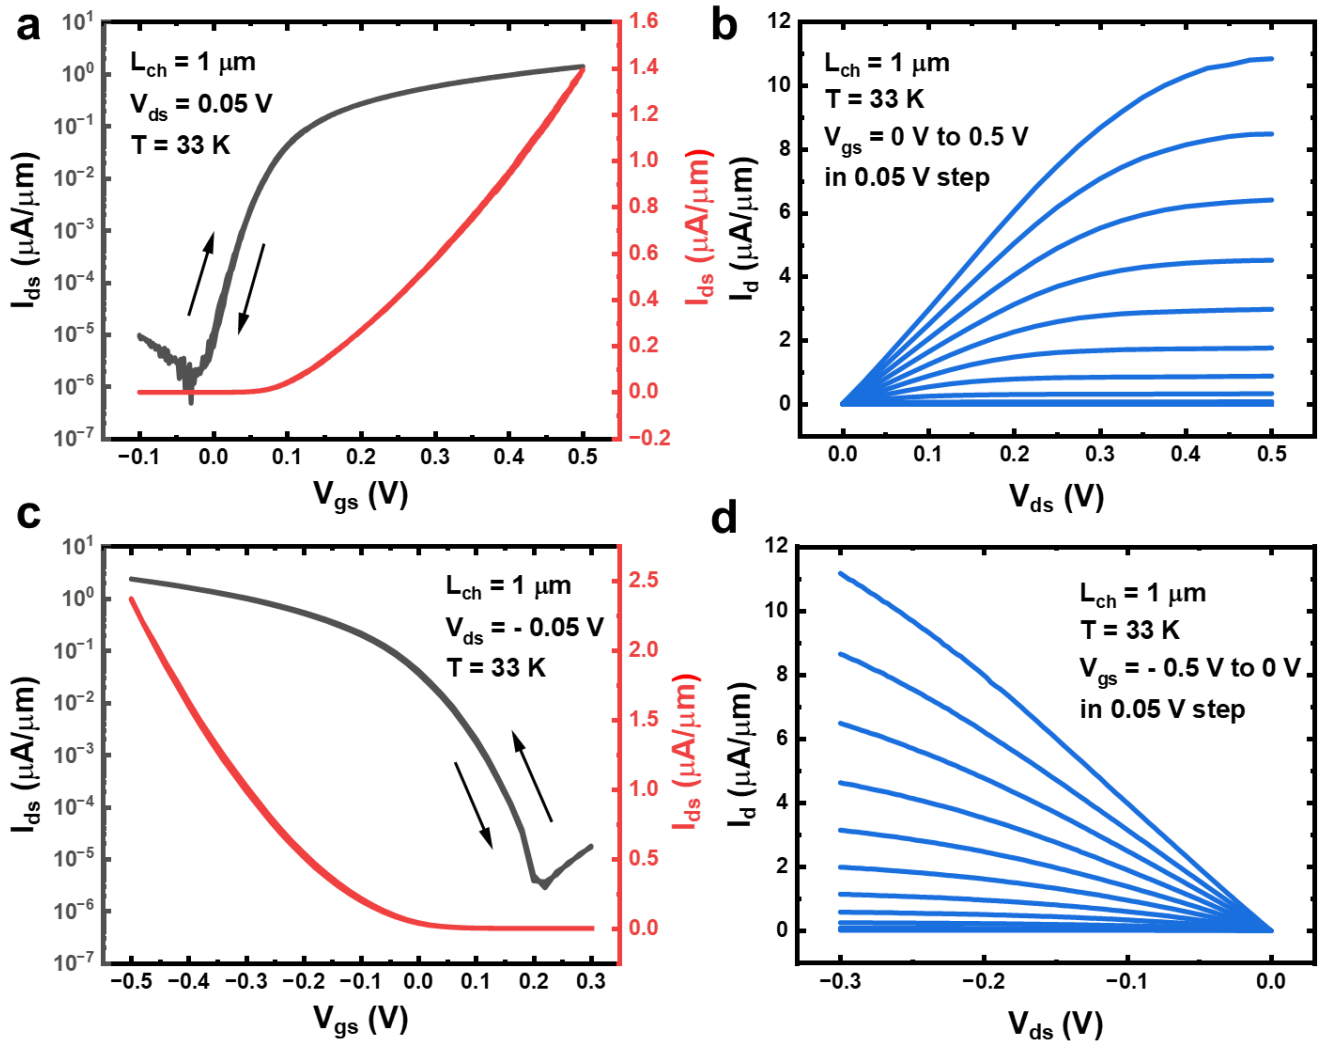 a
10¹
10⁰
10⁻¹
10⁻²
10⁻³
10⁻⁴
10⁻⁵
10⁻⁶
10⁻⁷
I_ds (μA/μm)
L_ch = 1 μm
V_ds = 0.05 V
T = 33 K
1.6
1.4
1.2
1.0
0.8
0.6
0.4
0.2
0.0
−0.2
I_ds (μA/μm)
−0.1 0.0 0.1 0.2 0.3 0.4 0.5
V_gs (V)
b
12
10
8
6
4
2
0
I_d (μA/μm)
L_ch = 1 μm
T = 33 K
V_gs = 0 V to 0.5 V
in 0.05 V step
0.0 0.1 0.2 0.3 0.4 0.5
V_ds (V)
c
10¹
10⁰
10⁻¹
10⁻²
10⁻³
10⁻⁴
10⁻⁵
10⁻⁶
10⁻⁷
I_ds (μA/μm)
L_ch = 1 μm
V_ds = - 0.05 V
T = 33 K
2.5
2.0
1.5
1.0
0.5
0.0
I_ds (μA/μm)
−0.5 −0.4 −0.3 −0.2 −0.1 0.0 0.1 0.2 0.3
V_gs (V)
d
12
10
8
6
4
2
0
I_d (μA/μm)
L_ch = 1 μm
T = 33 K
V_gs = - 0.5 V to 0 V
in 0.05 V step
−0.3 −0.2 −0.1 0.0
V_ds (V)